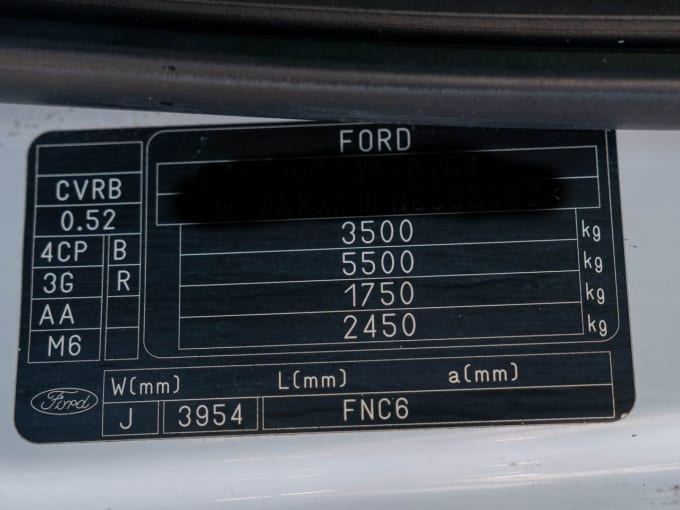 FORD
CVRB
0.52
4CP B
3G R
AA
M6
3500 kg
5500 kg
1750 kg
2450 kg
Ford
W(mm) L(mm) a(mm)
J 3954 FNC6